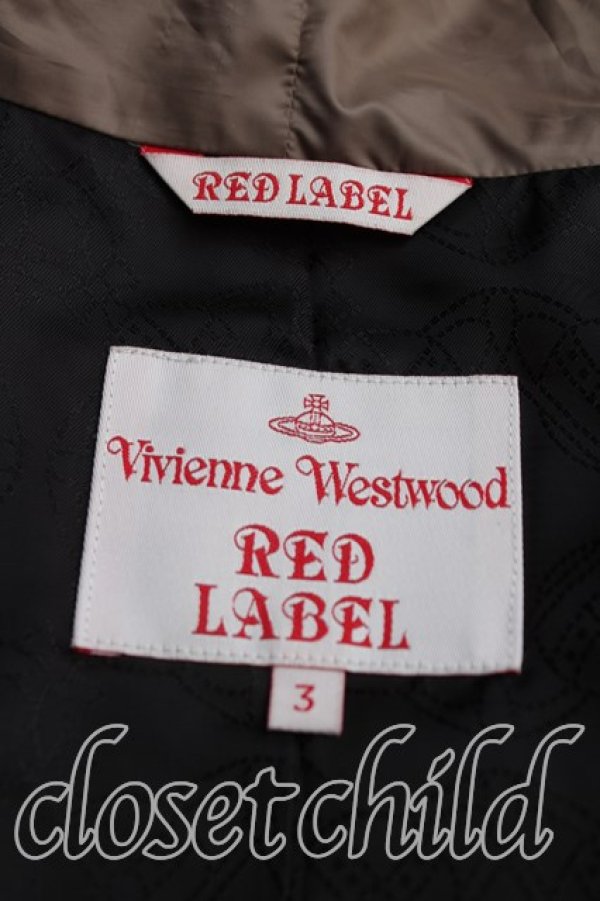 RED LABEL
Vivienne Westwood
RED
LABEL
3
closet child